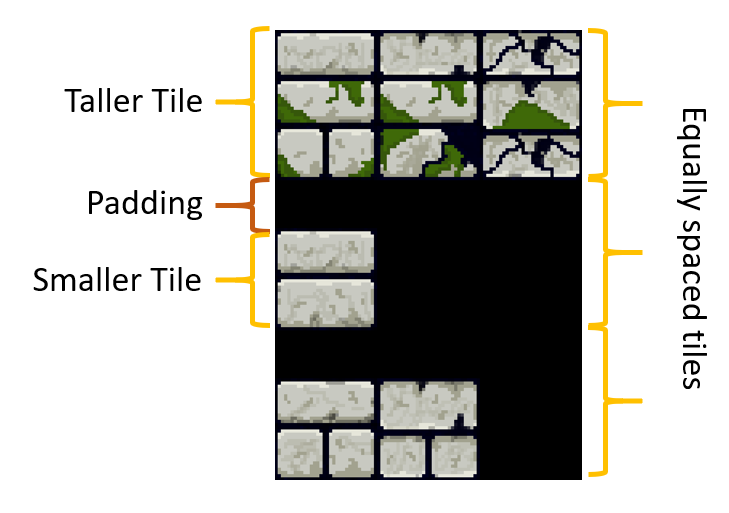 Taller Tile
Padding
Smaller Tile
Equally spaced tiles